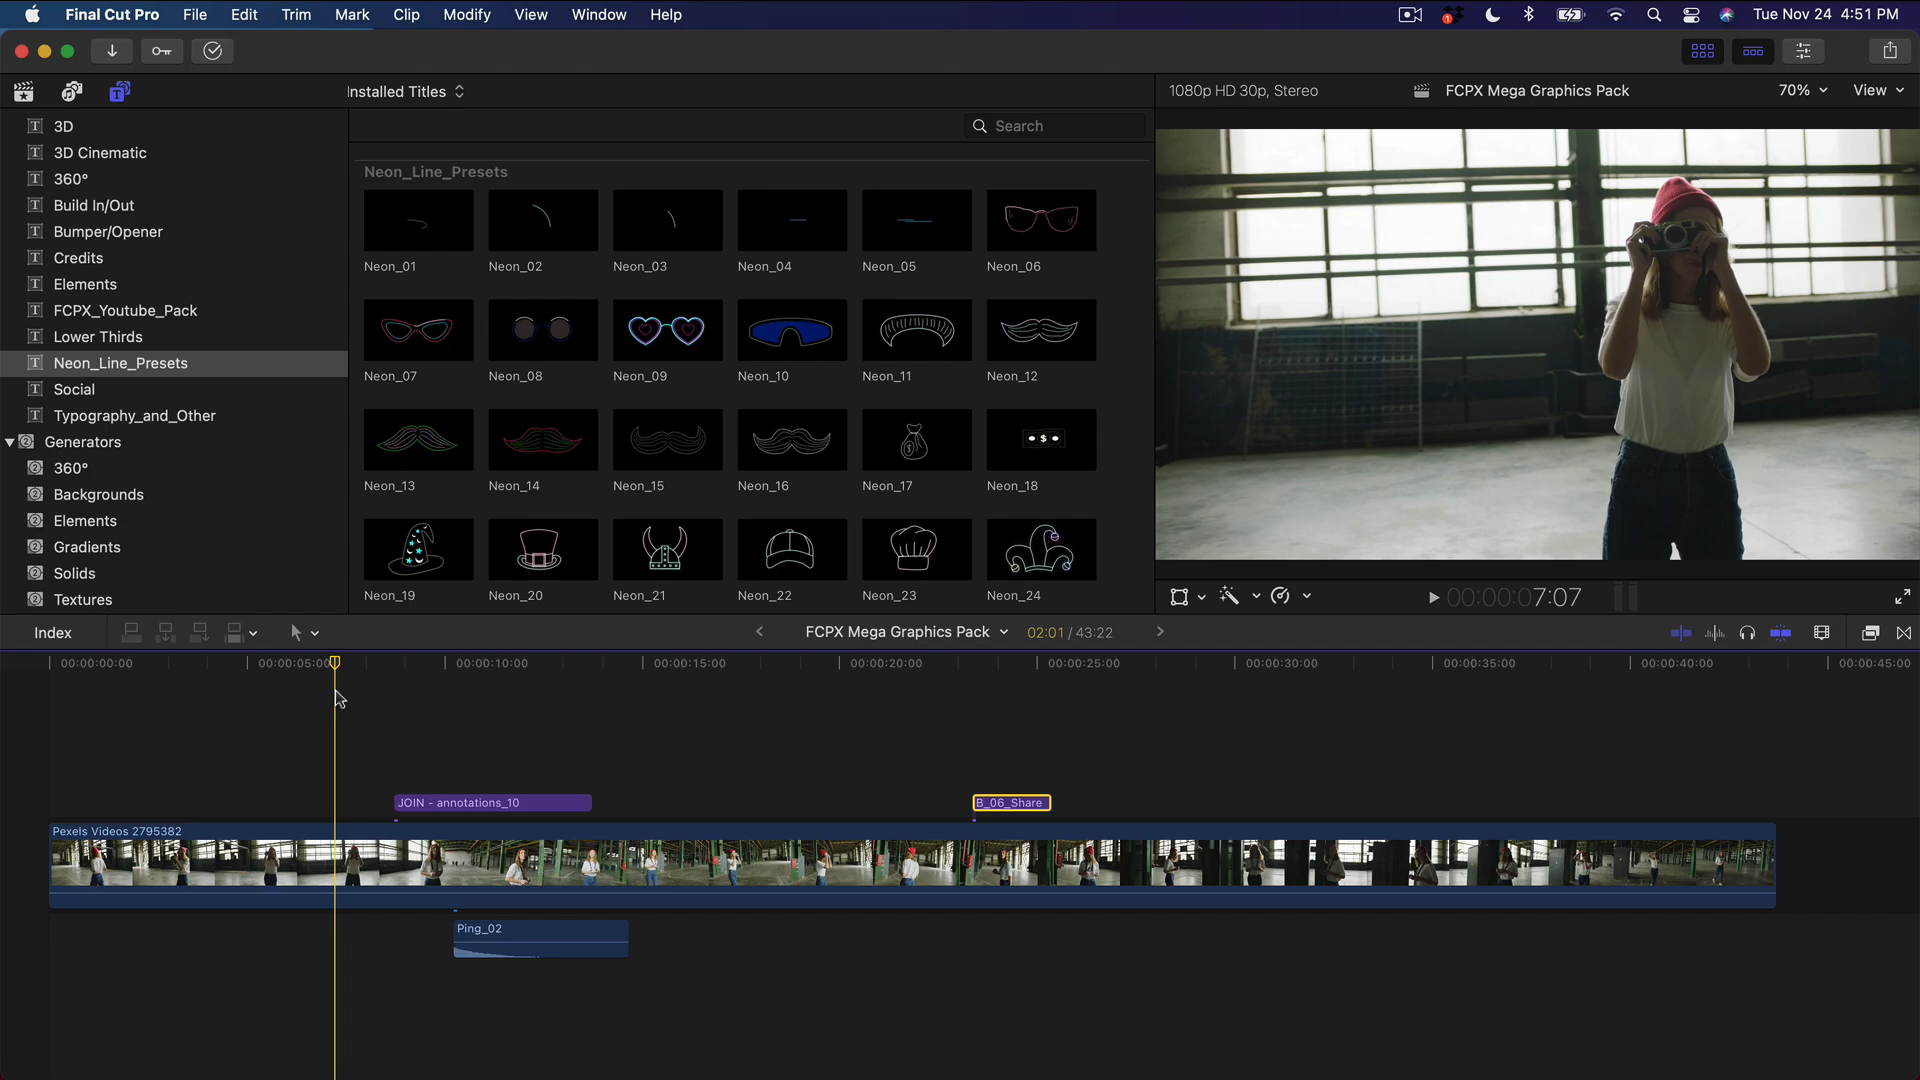 Final Cut Pro File Edit Trim Mark Clip Modify View Window Help
1
Tue Nov 24 4:51 PM
Installed Titles
1080p HD 30p, Stereo
FCPX Mega Graphics Pack
70%
View
Search
3D
3D Cinematic
360°
Build In/Out
Bumper/Opener
Credits
Elements
FCPX_Youtube_Pack
Lower Thirds
Neon_Line_Presets
Social
Typography_and_Other
Generators
360°
Backgrounds
Elements
Gradients
Solids
Textures
Neon_Line_Presets
Neon_01 Neon_02 Neon_03 Neon_04 Neon_05 Neon_06
Neon_07 Neon_08 Neon_09 Neon_10 Neon_11 Neon_12
Neon_13 Neon_14 Neon_15 Neon_16 Neon_17 Neon_18
Neon_19 Neon_20 Neon_21 Neon_22 Neon_23 Neon_24
00:00:07:07
Index
FCPX Mega Graphics Pack
02:01 / 43:22
00:00:00:00 00:00:05:00 00:00:10:00 00:00:15:00 00:00:20:00 00:00:25:00 00:00:30:00 00:00:35:00 00:00:40:00 00:00:45:00
JOIN - annotations_10
B_06_Share
Pexels Videos 2795382
Ping_02